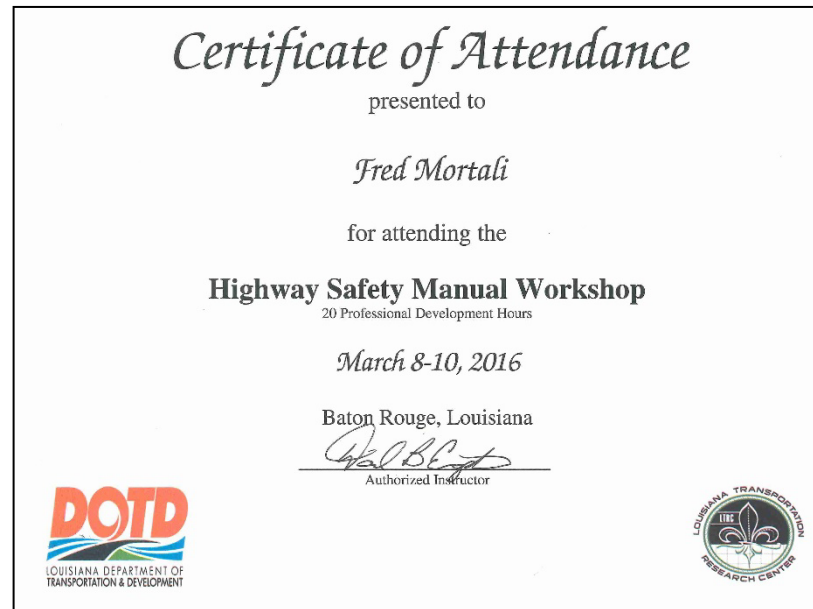 Certificate of Attendance
presented to
Fred Mortali
for attending the
Highway Safety Manual Workshop
20 Professional Development Hours
March 8-10, 2016
Baton Rouge, Louisiana
Authorized Instructor
DOTD
LOUISIANA DEPARTMENT OF
TRANSPORTATION & DEVELOPMENT
LOUISIANA TRANSPORTATION
LTRC
RESEARCH CENTER